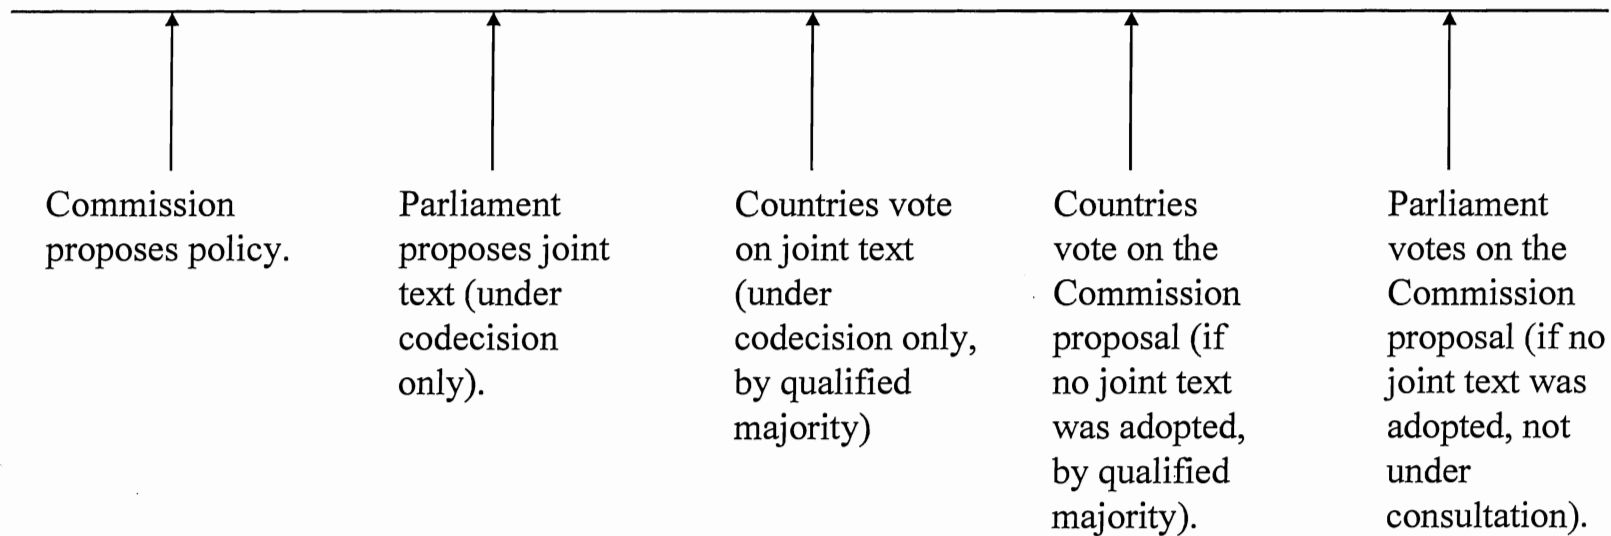 Commission
proposes policy.
Parliament
proposes joint
text (under
codecision
only).
Countries vote
on joint text
(under
codecision only,
by qualified
majority)
Countries
vote on the
Commission
proposal (if
no joint text
was adopted,
by qualified
majority).
Parliament
votes on the
Commission
proposal (if no
joint text was
adopted, not
under
consultation).